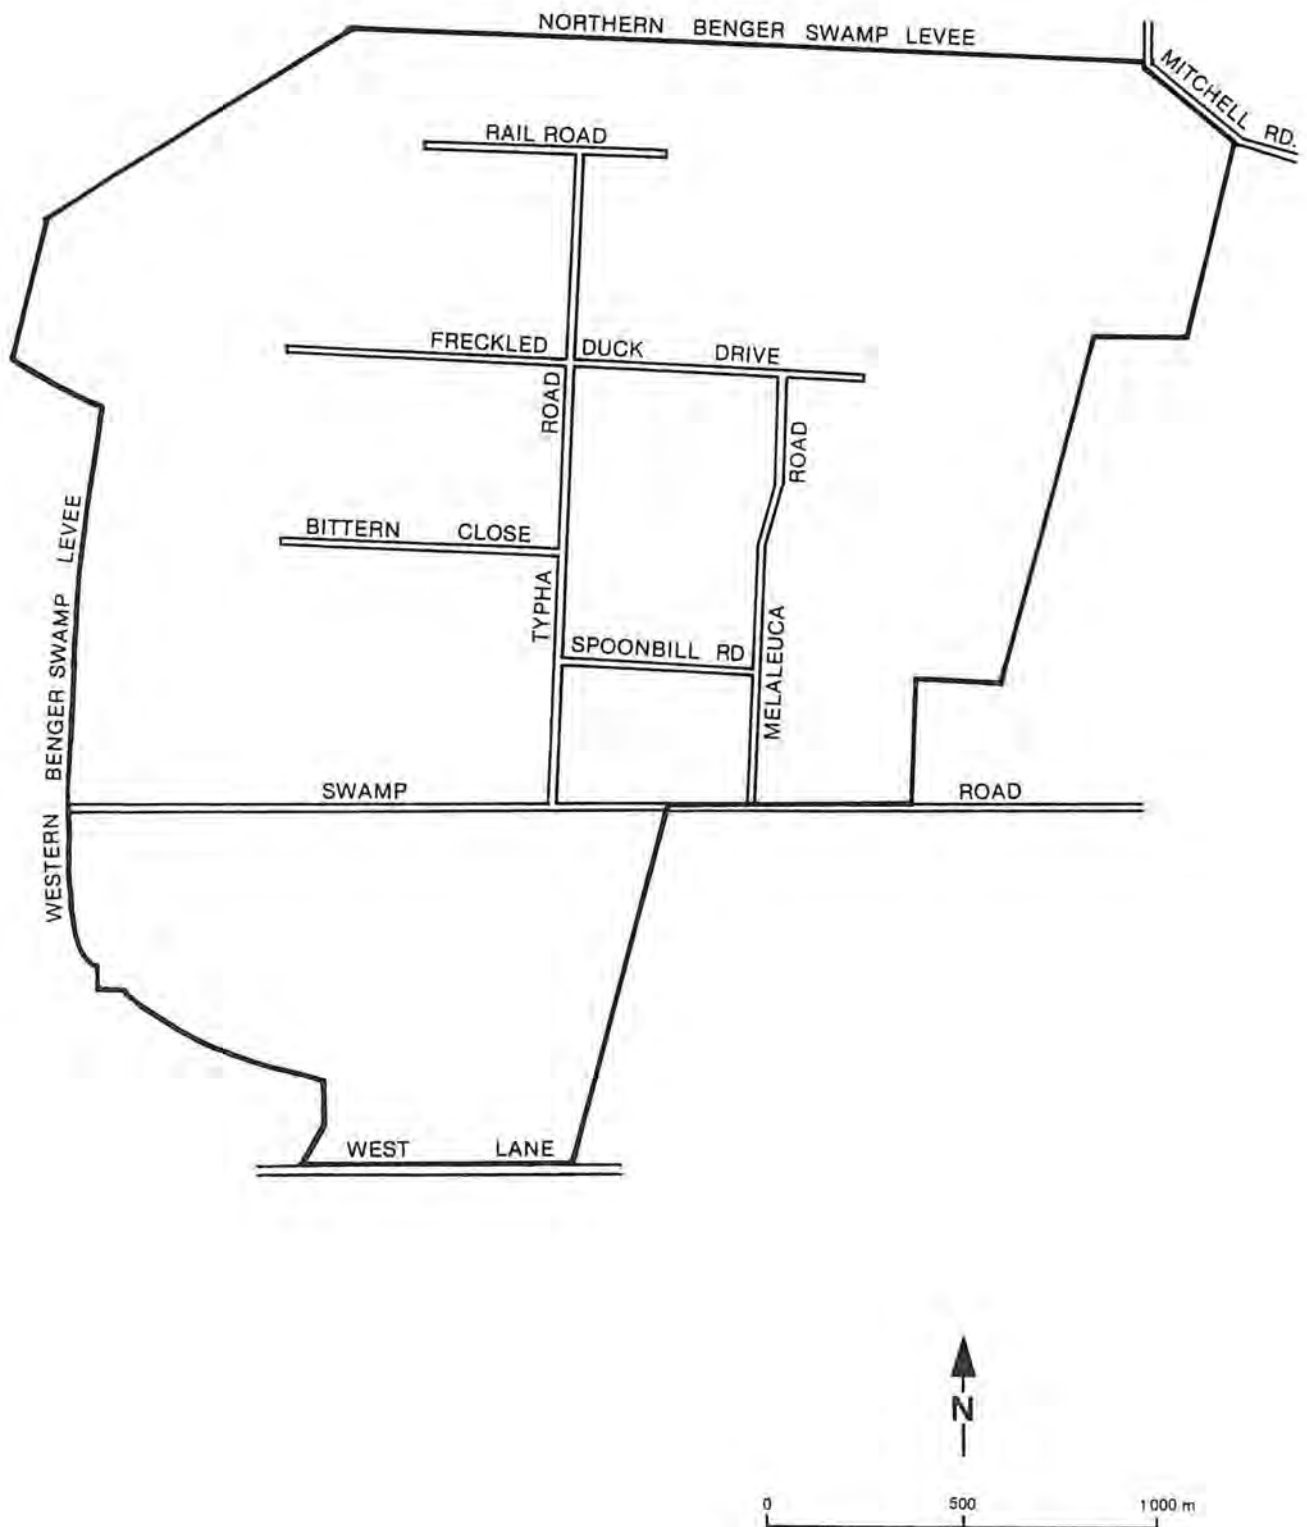 NORTHERN BENGER SWAMP LEVEE
MITCHELL RD.
RAIL ROAD
FRECKLED DUCK DRIVE
ROAD
ROAD
BITTERN CLOSE
TYPHA
SPOONBILL RD
MELALEUCA
WESTERN BENGER SWAMP LEVEE
SWAMP ROAD
WEST LANE
N
0 500 1000 m